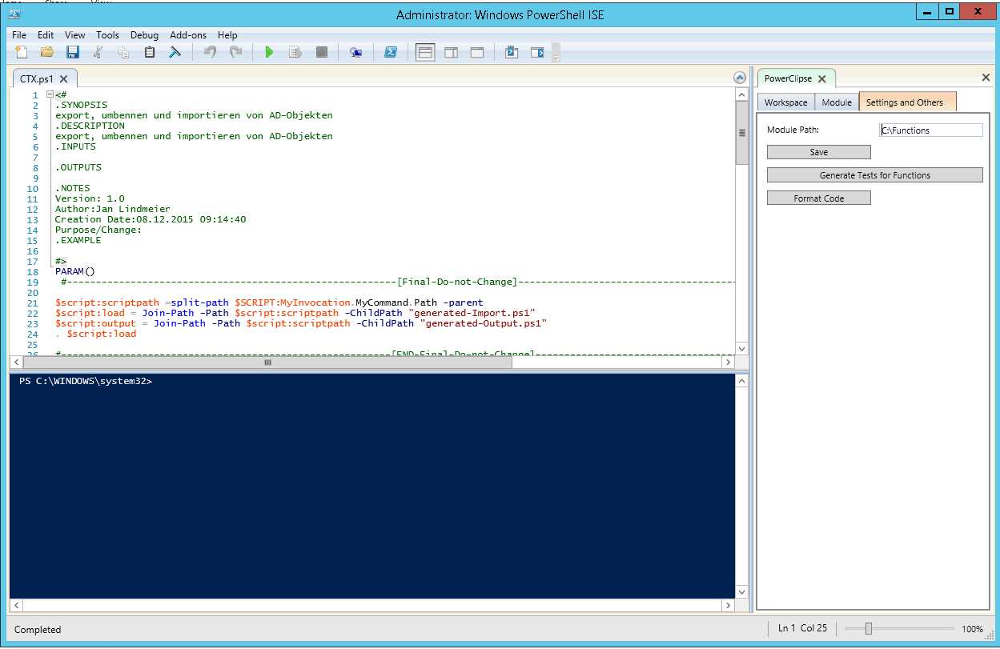 Administrator: Windows PowerShell ISE
File Edit View Tools Debug Add-ons Help
CTX.ps1
1 <#
2 .SYNOPSIS
3 export, umbennen und importieren von AD-Objekten
4 .DESCRIPTION
5 export, umbennen und importieren von AD-Objekten
6 .INPUTS
7
8 .OUTPUTS
9
10 .NOTES
11 Version: 1.0
12 Author:Jan Lindmeier
13 Creation Date:08.12.2015 09:14:40
14 Purpose/Change:
15 .EXAMPLE
16
17 #>
18 PARAM()
19 #---------------------------------------------------------[Final-Do-not-Change]--------------------------------------
20
21 $script:scriptpath =split-path $SCRIPT:MyInvocation.MyCommand.Path -parent
22 $script:load = Join-Path -Path $script:scriptpath -ChildPath "generated-Import.ps1"
23 $script:output = Join-Path -Path $script:scriptpath -ChildPath "generated-Output.ps1"
24 . $script:load
25
26 #---------------------------------------------------------[END-Final-Do-not-Change]-----------------------------------
PS C:\WINDOWS\system32>
PowerClipse
Workspace Module Settings and Others
Module Path: C:\Functions
Save
Generate Tests for Functions
Format Code
Completed
Ln 1 Col 25
100%